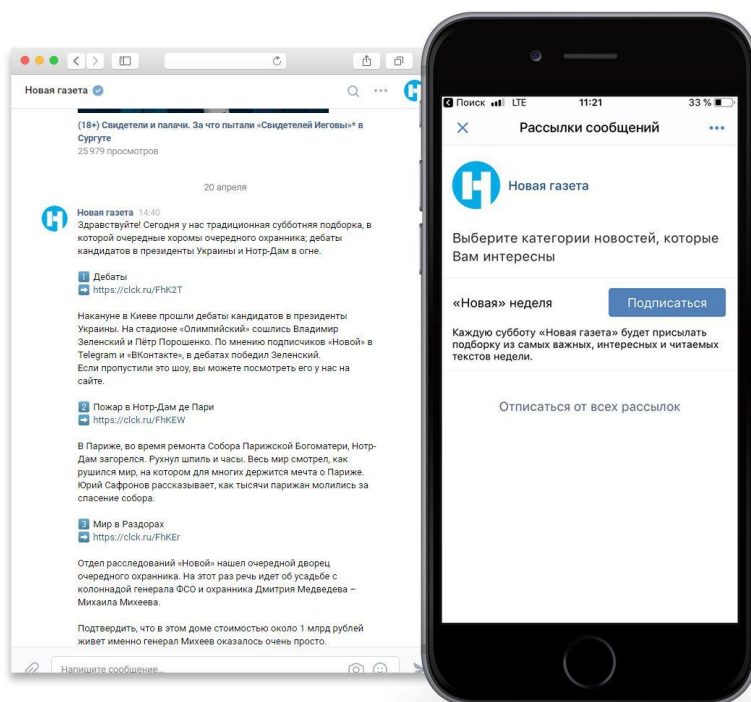 Новая газета
(18+) Свидетели и палачи. За что пытали «Свидетелей Иеговы»* в
Сургуте
25 979 просмотров
20 апреля
Новая газета 14:40
Здравствуйте! Сегодня у нас традиционная субботняя подборка, в
которой очередные хоромы очередного охранника; дебаты
кандидатов в президенты Украины и Нотр-Дам в огне.
1 Дебаты
https://clck.ru/FhK2T
Накануне в Киеве прошли дебаты кандидатов в президенты
Украины. На стадионе «Олимпийский» сошлись Владимир
Зеленский и Пётр Порошенко. По мнению подписчиков «Новой» в
Telegram и «ВКонтакте», в дебатах победил Зеленский.
Если пропустили это шоу, вы можете посмотреть его у нас на
сайте.
2 Пожар в Нотр-Дам де Пари
https://clck.ru/FhKEW
В Париже, во время ремонта Собора Парижской Богоматери, Нотр-
Дам загорелся. Рухнул шпиль и часы. Весь мир смотрел, как
рушился мир, на котором для многих держится мечта о Париже.
Юрий Сафронов рассказывает, как тысячи парижан молились за
спасение собора.
3 Мир в Раздорах
https://clck.ru/FhKEr
Отдел расследований «Новой» нашел очередной дворец
очередного охранника. На этот раз речь идет об усадьбе с
колоннадой генерала ФСО и охранника Дмитрия Медведева –
Михаила Михеева.
Подтвердить, что в этом доме стоимостью около 1 млрд рублей
живет именно генерал Михеев оказалось очень просто.
Напишите сообщение...
Поиск LTE 11:21 33 %
Рассылки сообщений
Н
Новая газета
Выберите категории новостей, которые
Вам интересны
«Новая» неделя
Подписаться
Каждую субботу «Новая газета» будет присылать
подборку из самых важных, интересных и читаемых
текстов недели.
Отписаться от всех рассылок